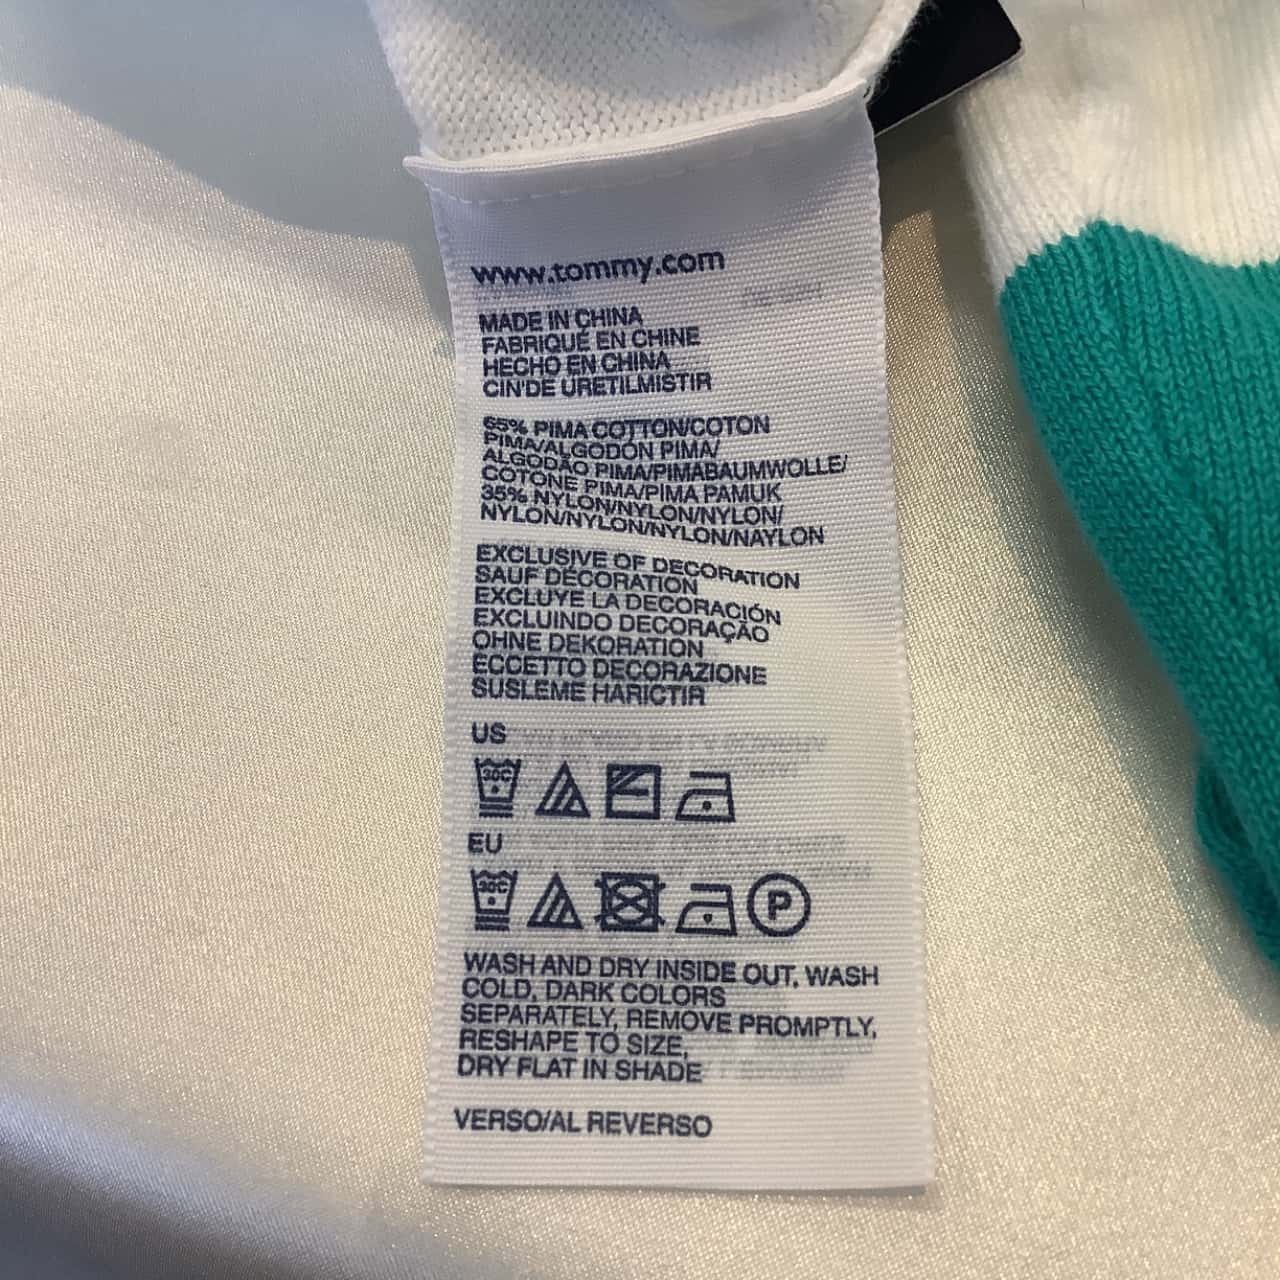 www.tommy.com
MADE IN CHINA
FABRIQUÉ EN CHINE
HECHO EN CHINA
CIN'DE URETILMISTIR
65% PIMA COTTON/COTON
PIMA/ALGODÓN PIMA/
ALGODÃO PIMA/PIMABAUMWOLLE/
COTONE PIMA/PIMA PAMUK
35% NYLON/NYLON/NYLON/
NYLON/NYLON/NYLON/NAYLON
EXCLUSIVE OF DECORATION
SAUF DÉCORATION
EXCLUYE LA DECORACIÓN
EXCLUINDO DECORAÇÃO
OHNE DEKORATION
ECCETTO DECORAZIONE
SUSLEME HARICTIR
US
30C
EU
30C
P
WASH AND DRY INSIDE OUT, WASH
COLD, DARK COLORS
SEPARATELY, REMOVE PROMPTLY,
RESHAPE TO SIZE,
DRY FLAT IN SHADE
VERSO/AL REVERSO